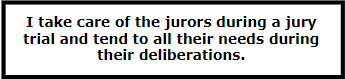 I take care of the jurors during a jury
trial and tend to all their needs during
their deliberations.